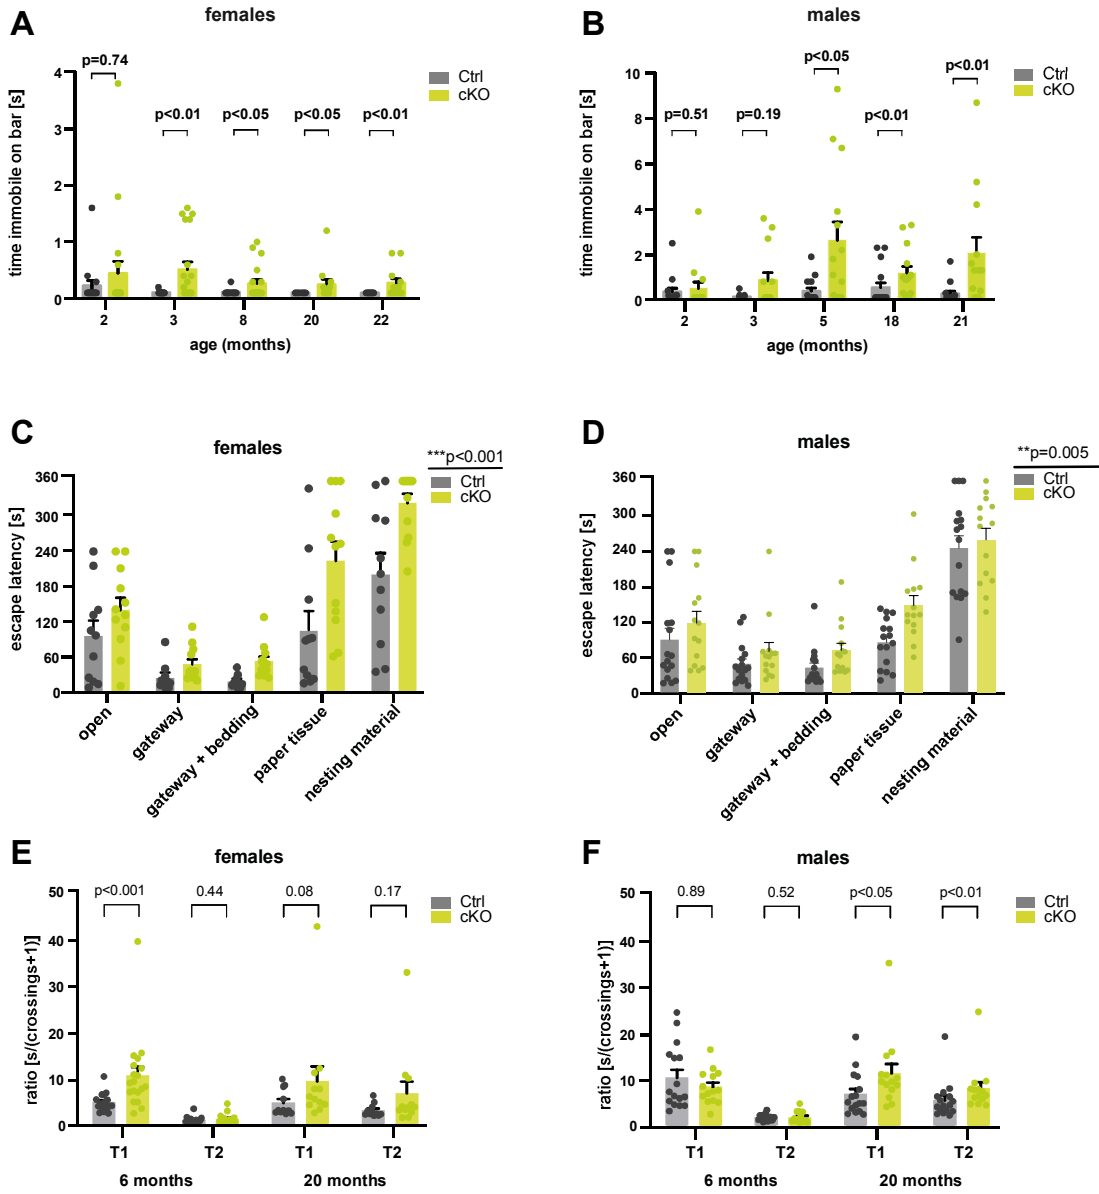 A
females
p=0.74
p<0.01
p<0.05
p<0.05
p<0.01
Ctrl
cKO
time immobile on bar [s]
4
3
2
1
0
2
3
8
20
22
age (months)
B
males
p=0.51
p=0.19
p<0.05
p<0.01
p<0.01
Ctrl
cKO
time immobile on bar [s]
10
8
6
4
2
0
2
3
5
18
21
age (months)
C
females
***p<0.001
Ctrl
cKO
escape latency [s]
360
300
240
180
120
60
0
open
gateway
gateway + bedding
paper tissue
nesting material
D
males
**p=0.005
Ctrl
cKO
escape latency [s]
360
300
240
180
120
60
0
open
gateway
gateway + bedding
paper tissue
nesting material
E
females
p<0.001
0.44
0.08
0.17
Ctrl
cKO
ratio [s/(crossings+1)]
50
40
30
20
10
0
T1
T2
T1
T2
6 months
20 months
F
males
0.89
0.52
p<0.05
p<0.01
Ctrl
cKO
ratio [s/(crossings+1)]
50
40
30
20
10
0
T1
T2
T1
T2
6 months
20 months